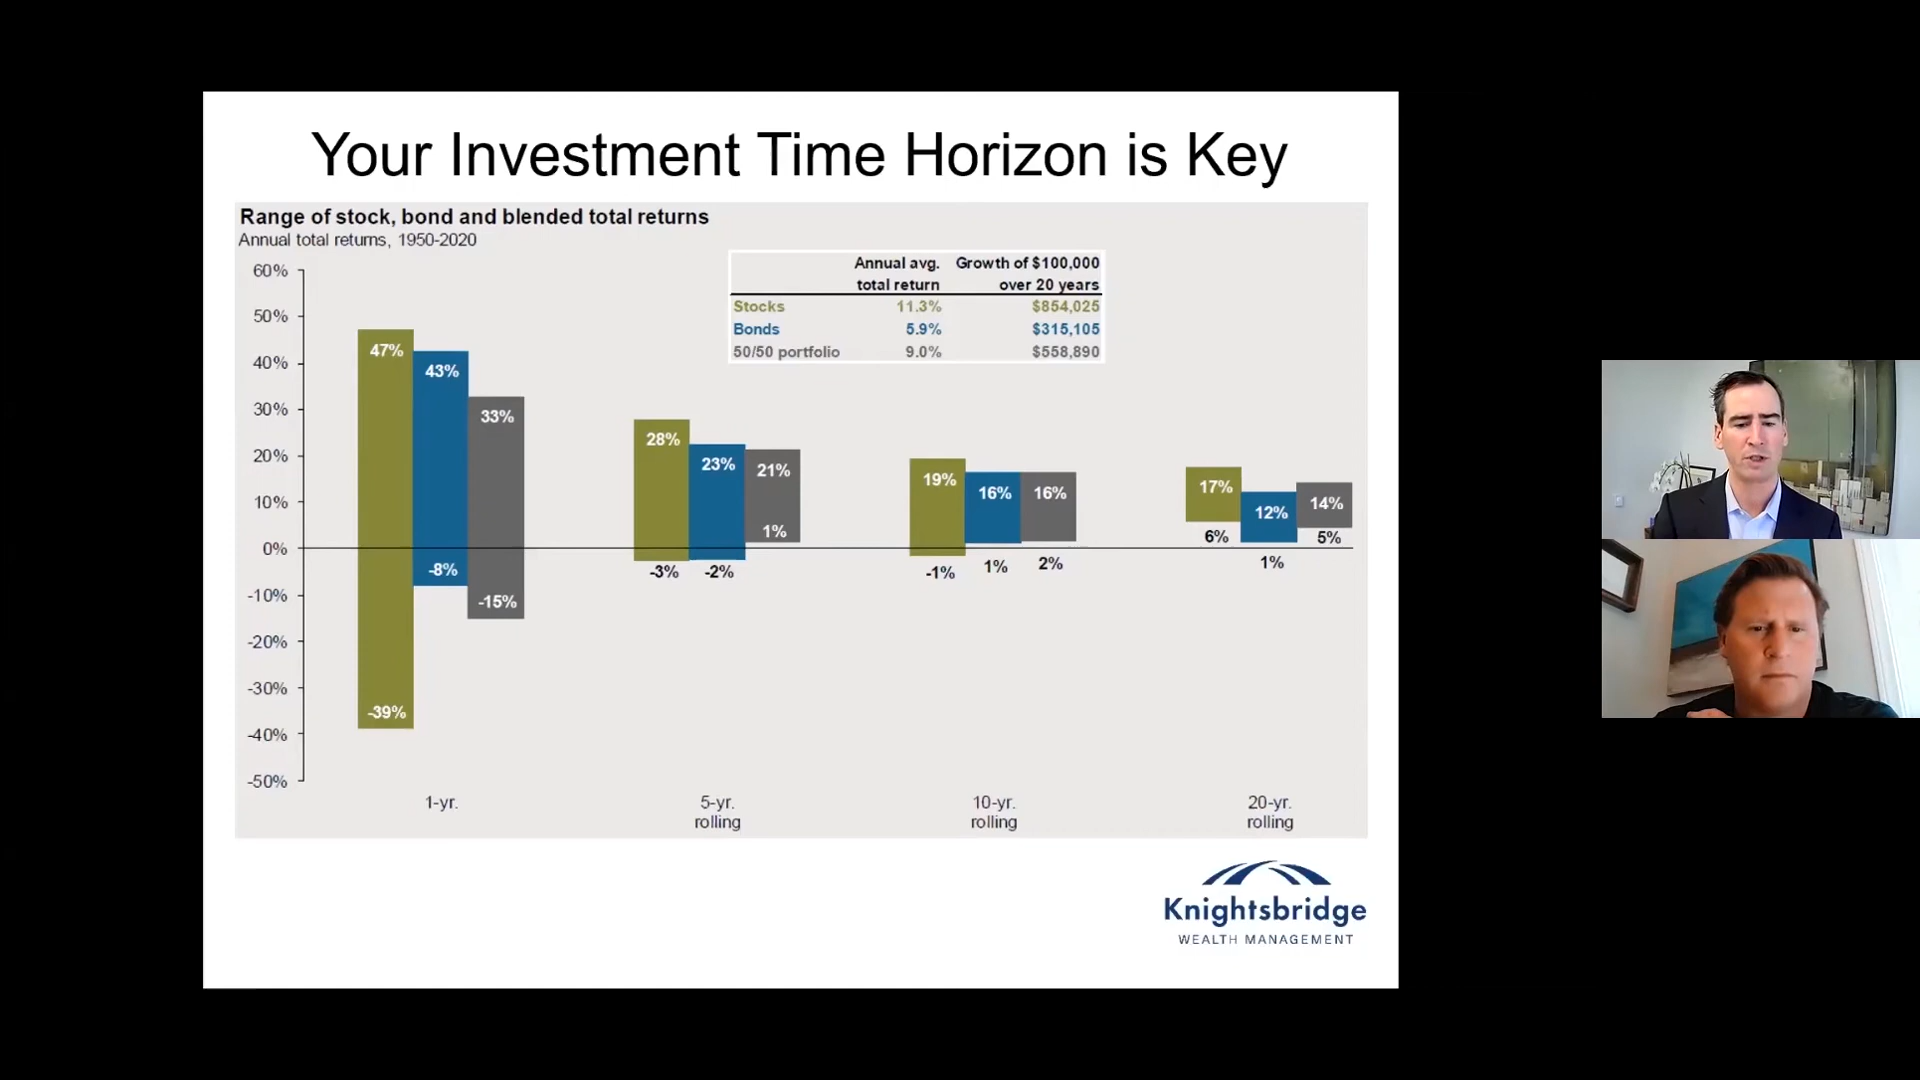 Your Investment Time Horizon is Key
Range of stock, bond and blended total returns
Annual total returns, 1950-2020
Annual avg. Growth of $100,000
total return over 20 years
Stocks 11.3% $854,025
Bonds 5.9% $315,105
50/50 portfolio 9.0% $558,890
60%
50%
40%
30%
20%
10%
0%
-10%
-20%
-30%
-40%
-50%
47% 43% 33%
-39% -8% -15%
28% 23% 21%
-3% -2% 1%
19% 16% 16%
-1% 1% 2%
17% 12% 14%
6% 1% 5%
1-yr.
5-yr.
rolling
10-yr.
rolling
20-yr.
rolling
Knightsbridge
WEALTH MANAGEMENT